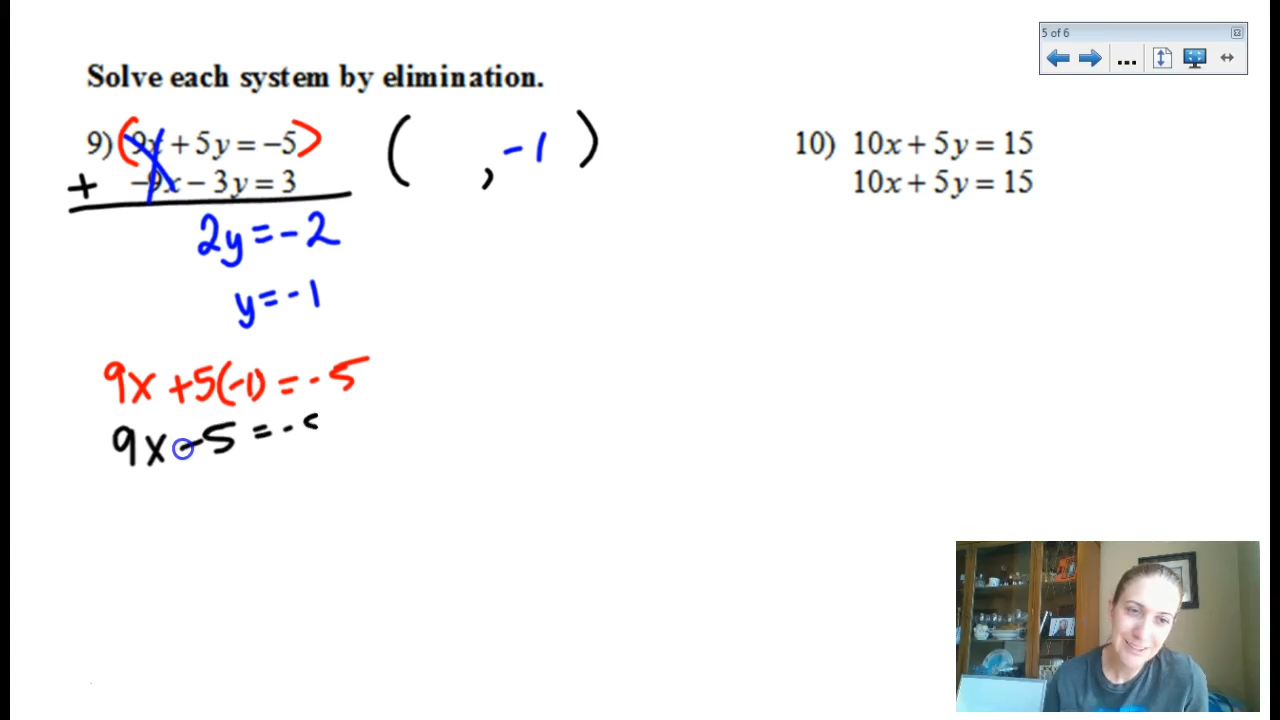 5 of 6
Solve each system by elimination.
9) (9x + 5y = −5) ( , -1 )
+ −9x − 3y = 3
2y = -2
y = -1
9x + 5(-1) = -5
9x - 5 = -
10) 10x + 5y = 15
10x + 5y = 15